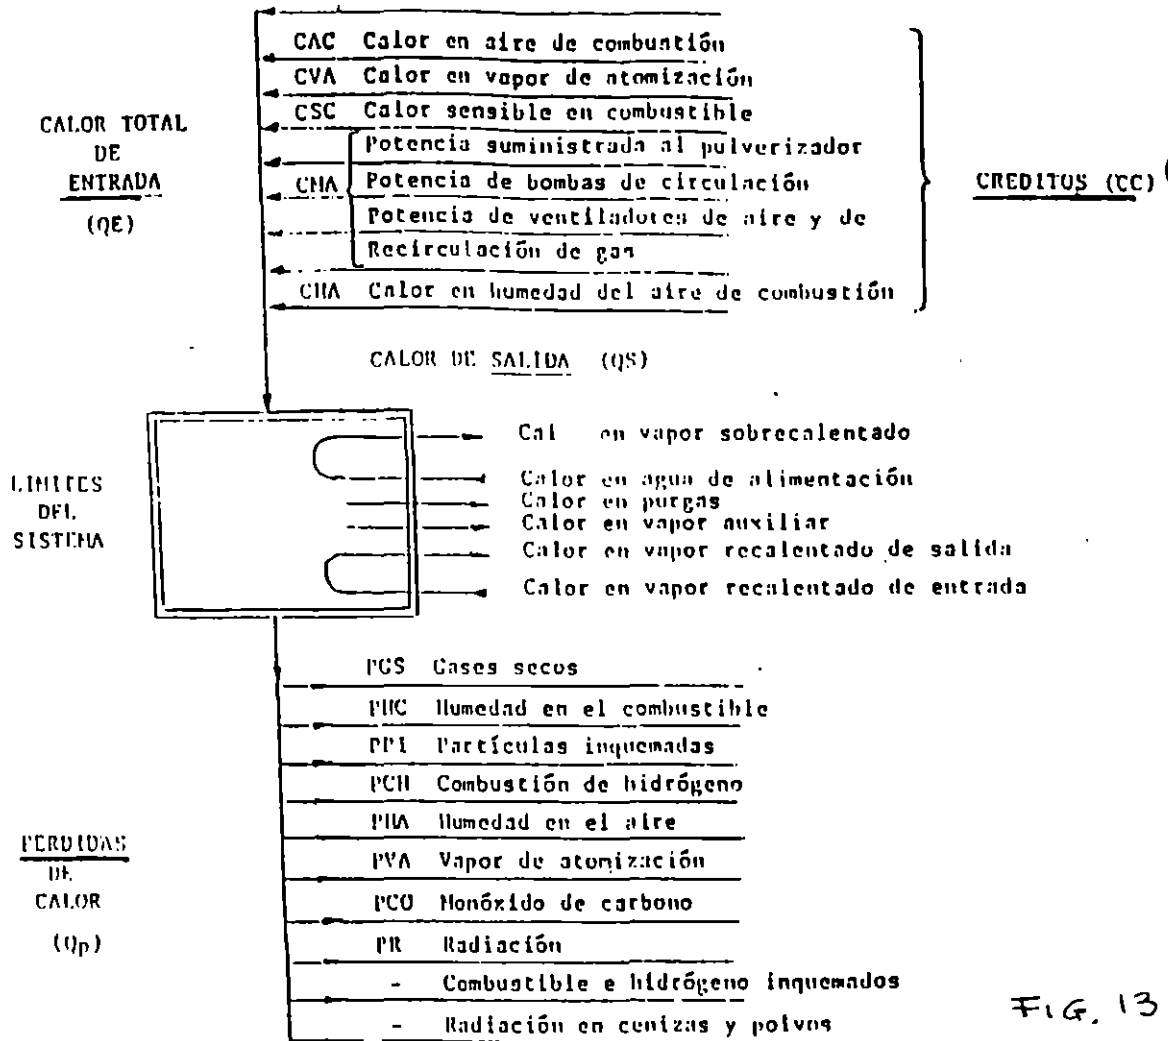 CAC Calor en aire de combustión
CVA Calor en vapor de atomización
CSC Calor sensible en combustible
CALOR TOTAL
DE
ENTRADA
(QE)
Potencia suministrada al pulverizador
CMA Potencia de bombas de circulación
Potencia de ventiladores de aire y de
Recirculación de gas
CHA Calor en humedad del aire de combustión
CREDITOS (CC)
CALOR DE SALIDA (QS)
LIMITES
DEL
SISTEMA
Cal en vapor sobrecalentado
Calor en agua de alimentación
Calor en purgas
Calor en vapor auxiliar
Calor en vapor recalentado de salida
Calor en vapor recalentado de entrada
PERDIDAS
DE
CALOR
(Qp)
PGS Gases secos
PHC Humedad en el combustible
PPI Partículas inquemadas
PCH Combustión de hidrógeno
PHA Humedad en el aire
PVA Vapor de atomización
PCO Monóxido de carbono
PR Radiación
- Combustible e hidrógeno inquemados
- Radiación en cenizas y polvos
FIG. 13